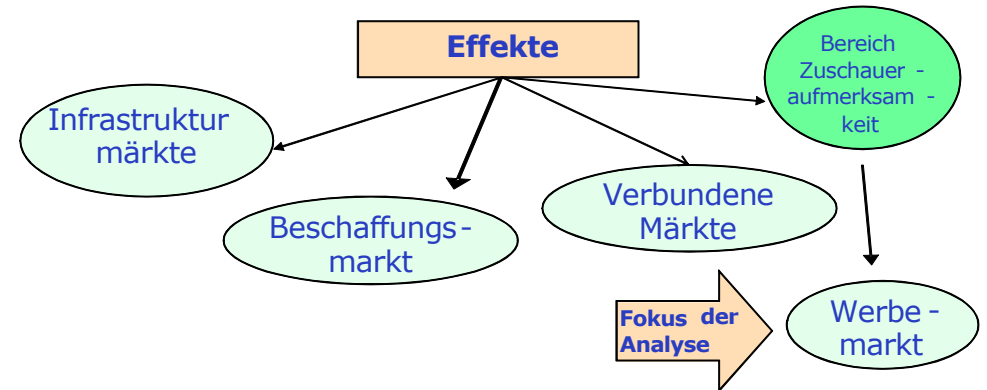 Effekte
Bereich
Zuschauer -
aufmerksam -
keit
Infrastruktur
märkte
Beschaffungs -
markt
Verbundene
Märkte
Fokus der
Analyse
Werbe -
markt